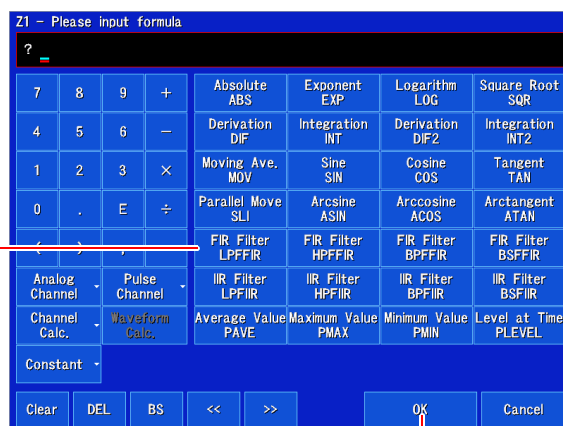 Z1 - Please input formula
?
7 8 9 + Absolute Exponent Logarithm Square Root
ABS EXP LOG SQR
4 5 6 - Derivation Integration Derivation Integration
DIF INT DIF2 INT2
1 2 3 × Moving Ave. Sine Cosine Tangent
MOV SIN COS TAN
0 . E ÷ Parallel Move Arcsine Arccosine Arctangent
SLI ASIN ACOS ATAN
( ) , FIR Filter FIR Filter FIR Filter FIR Filter
LPFFIR HPFFIR BPFFIR BSFFIR
Analog Pulse IIR Filter IIR Filter IIR Filter IIR Filter
Channel Channel LPFIIR HPFIIR BPFIIR BSFIIR
Channel Waveform Average Value Maximum Value Minimum Value Level at Time
Calc. Calc. PAVE PMAX PMIN PLEVEL
Constant
Clear DEL BS << >> OK Cancel